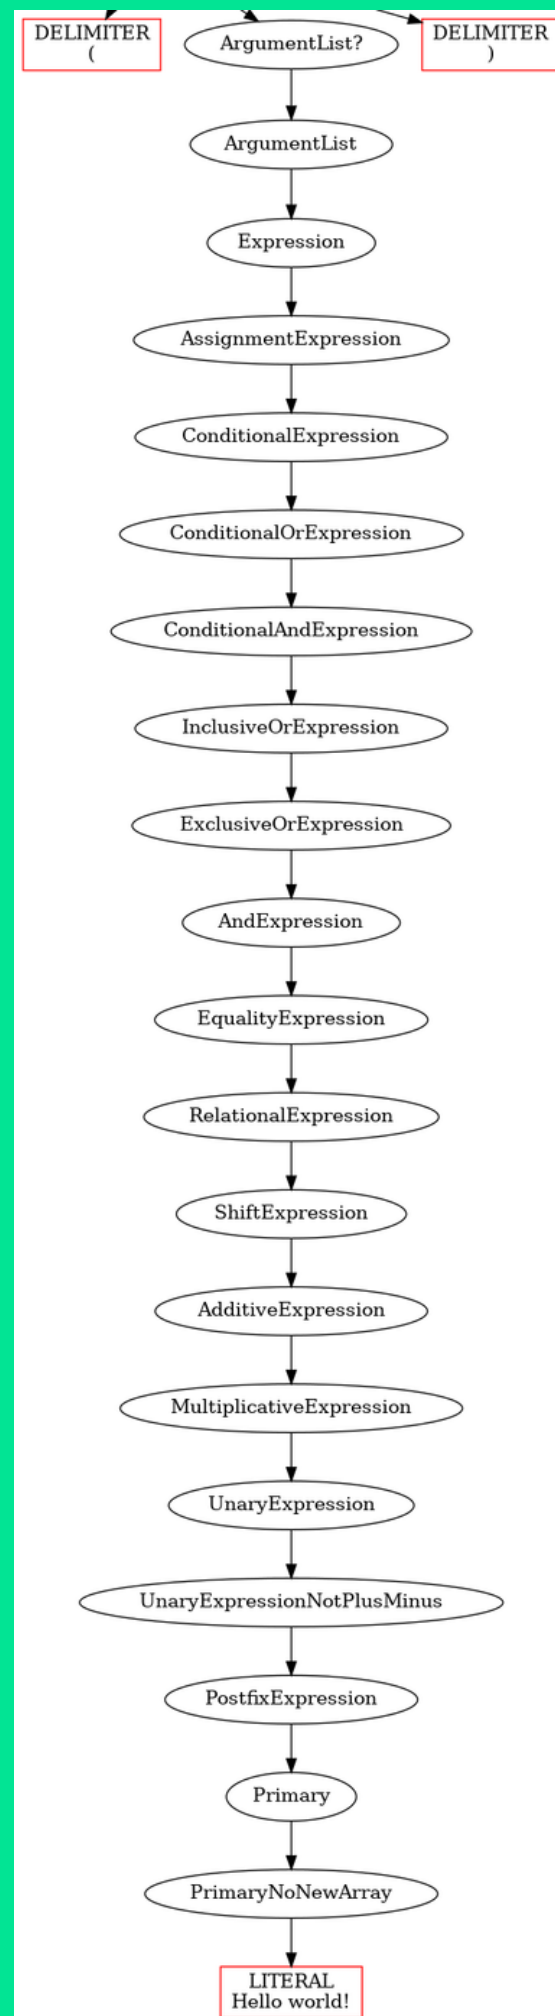 DELIMITER
(
ArgumentList?
DELIMITER
)
ArgumentList
Expression
AssignmentExpression
ConditionalExpression
ConditionalOrExpression
ConditionalAndExpression
InclusiveOrExpression
ExclusiveOrExpression
AndExpression
EqualityExpression
RelationalExpression
ShiftExpression
AdditiveExpression
MultiplicativeExpression
UnaryExpression
UnaryExpressionNotPlusMinus
PostfixExpression
Primary
PrimaryNoNewArray
LITERAL
Hello world!